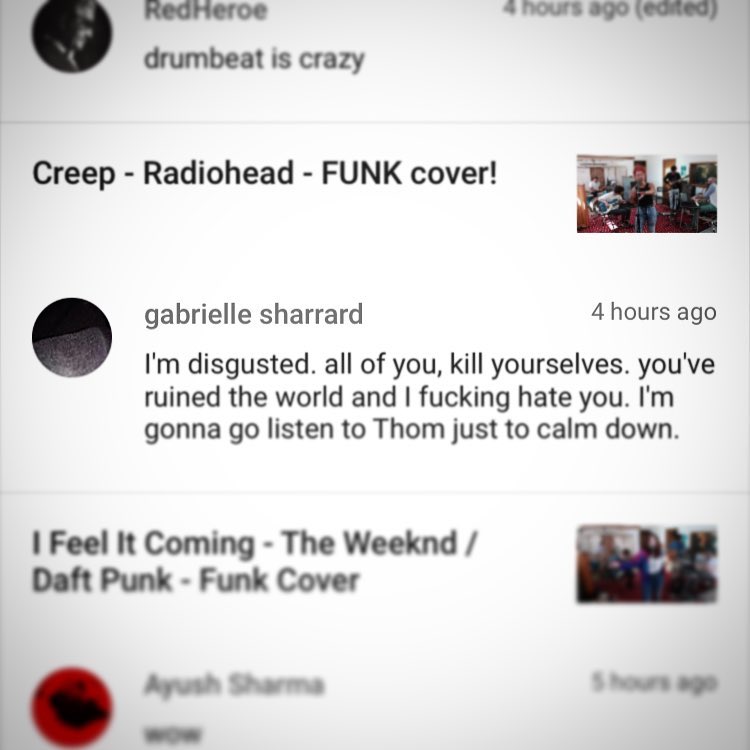 RedHeroe
4 hours ago (edited)
drumbeat is crazy
Creep - Radiohead - FUNK cover!
gabrielle sharrard
4 hours ago
I'm disgusted. all of you, kill yourselves. you've
ruined the world and I fucking hate you. I'm
gonna go listen to Thom just to calm down.
I Feel It Coming - The Weeknd /
Daft Punk - Funk Cover
Ayush Sharma
5 hours ago
wow